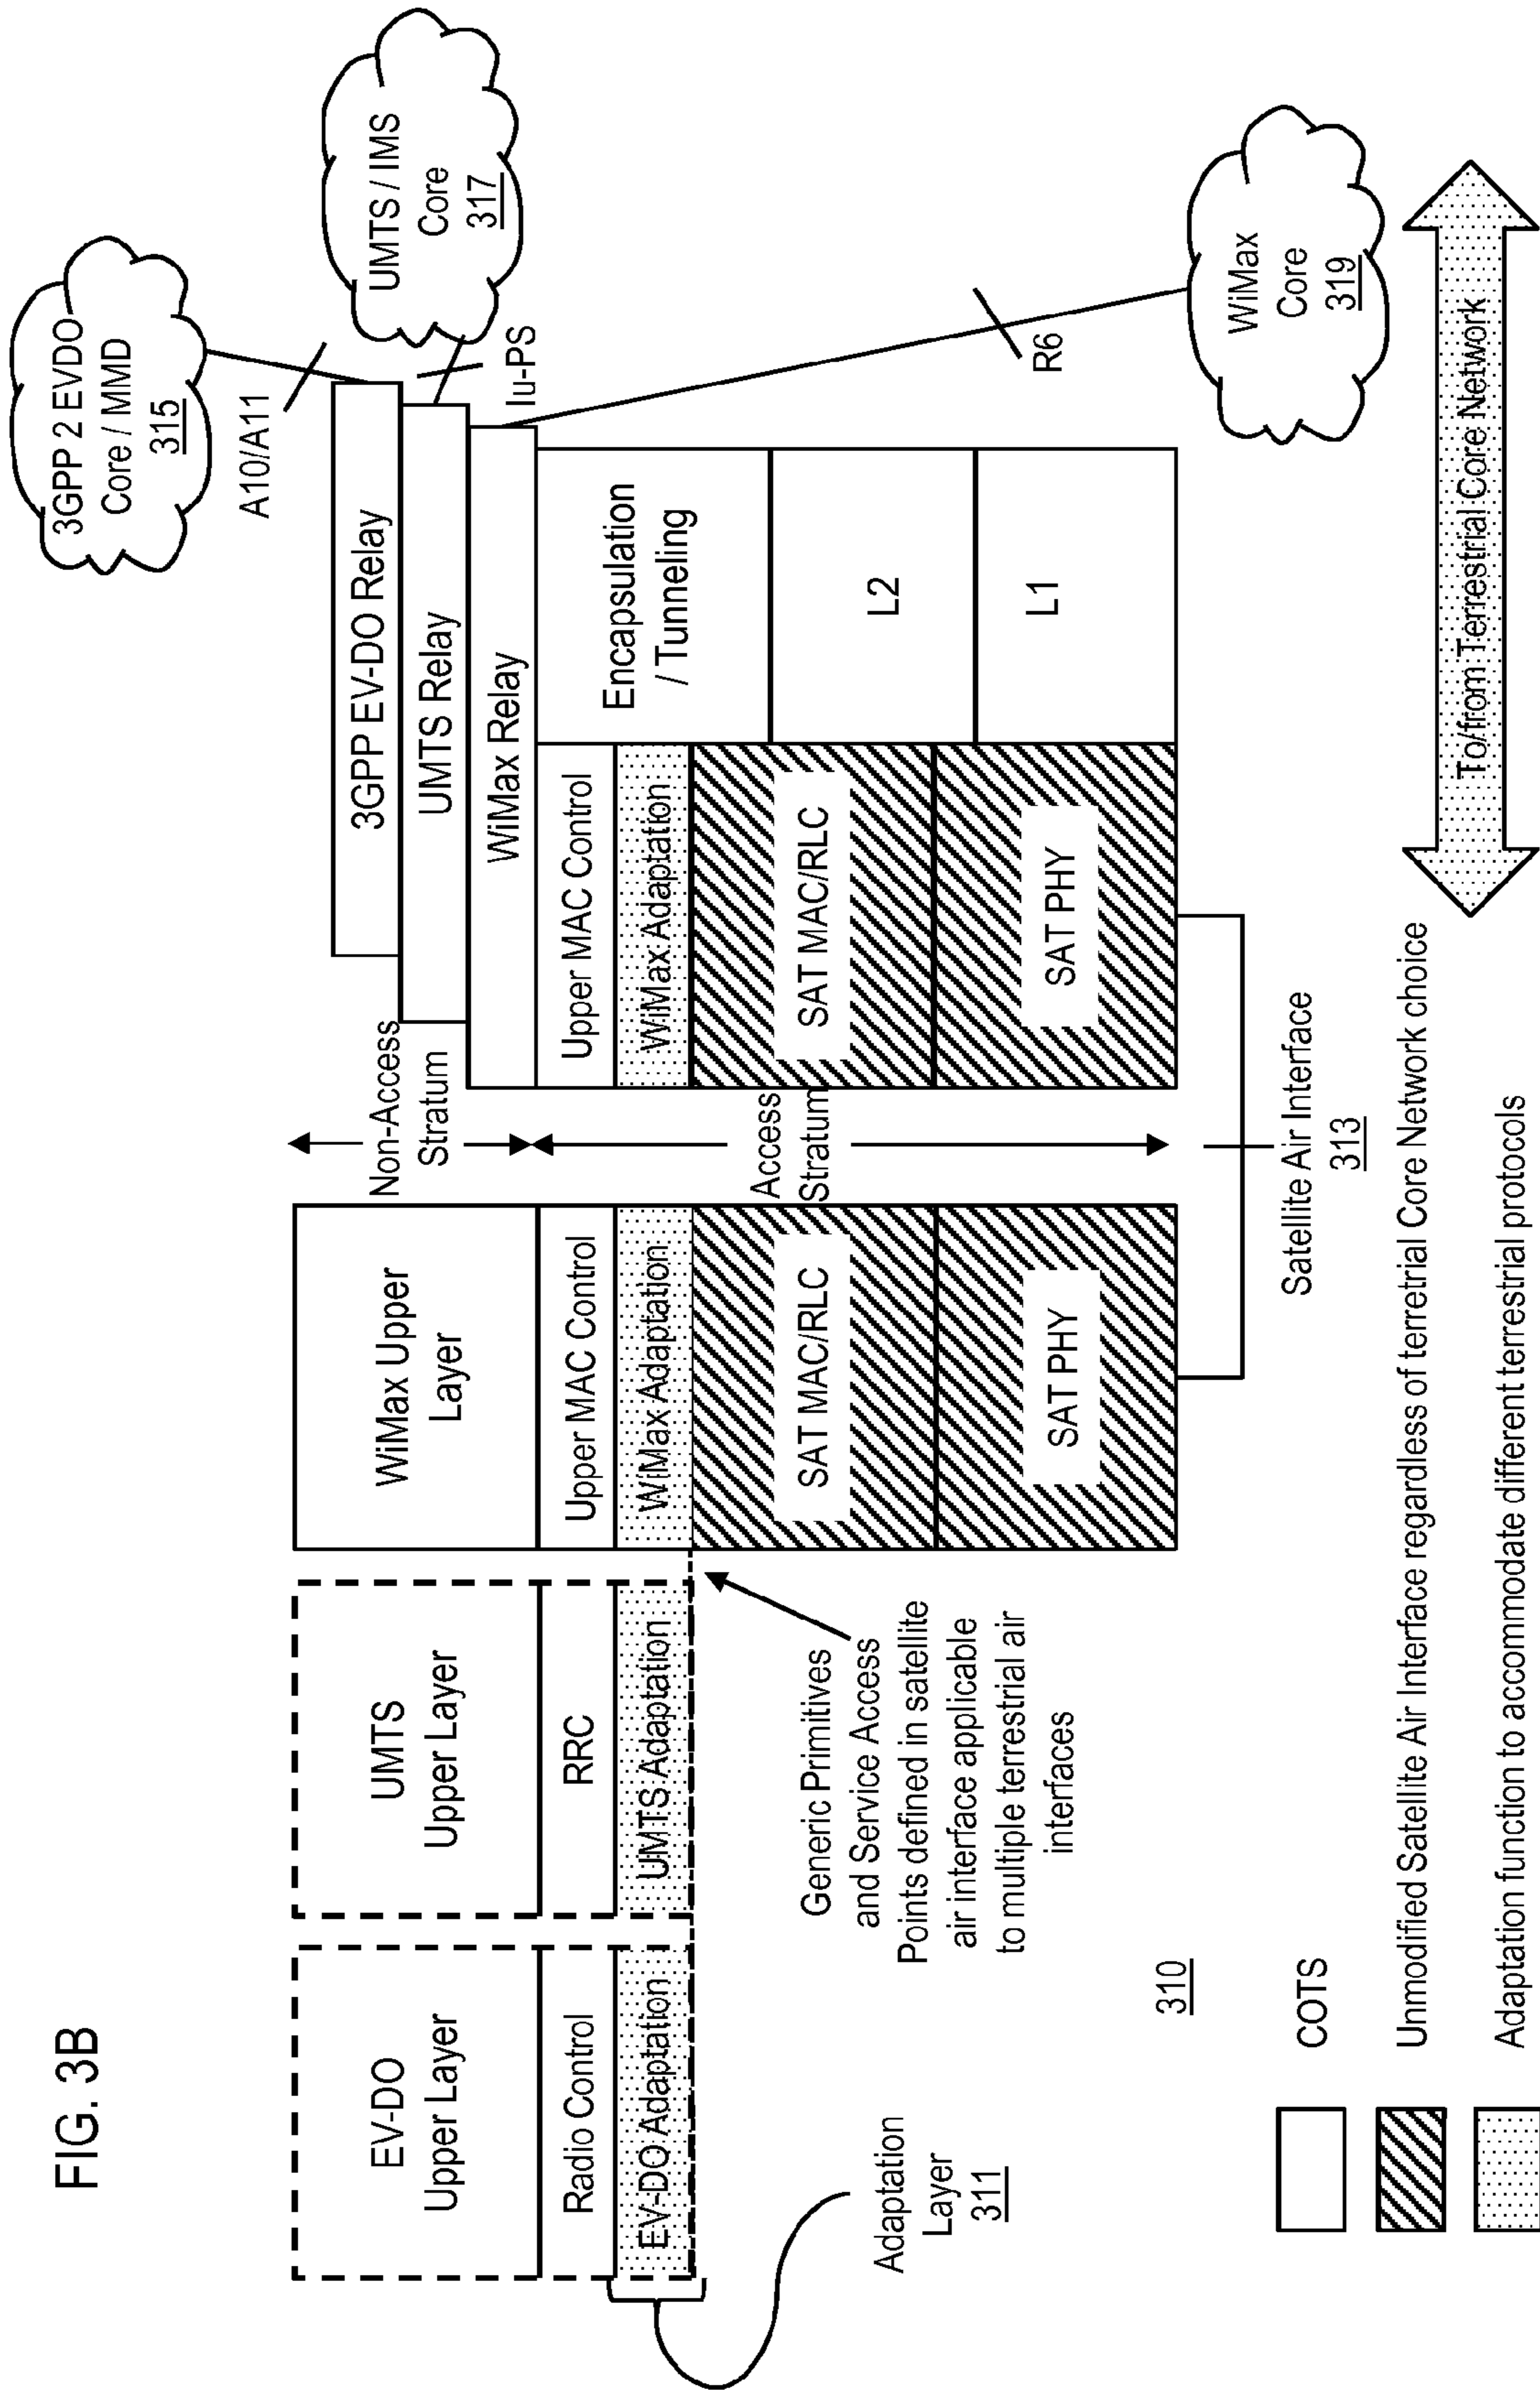 FIG. 3B
3GPP 2 EVDO
Core / MMD
315
UMTS / IMS
Core
317
A10/A11
Iu-PS
R6
WiMax
Core
319
EV-DO
Upper Layer
Radio Control
EV-DO Adaptation
UMTS
Upper Layer
RRC
UMTS Adaptation
WiMax Upper
Layer
Upper MAC Control
WiMax Adaptation
SAT MAC/RLC
SAT PHY
Non-Access
Stratum
Access
Stratum
3GPP EV-DO Relay
UMTS Relay
WiMax Relay
Upper MAC Control
WiMax Adaptation
SAT MAC/RLC
SAT PHY
Encapsulation
/ Tunneling
L2
L1
Adaptation
Layer
311
Generic Primitives
and Service Access
Points defined in satellite
air interface applicable
to multiple terrestrial air
interfaces
310
Satellite Air Interface
313
To/from Terrestrial Core Network
COTS
Unmodified Satellite Air Interface regardless of terretrial Core Network choice
Adaptation function to accommodate different terrestrial protocols